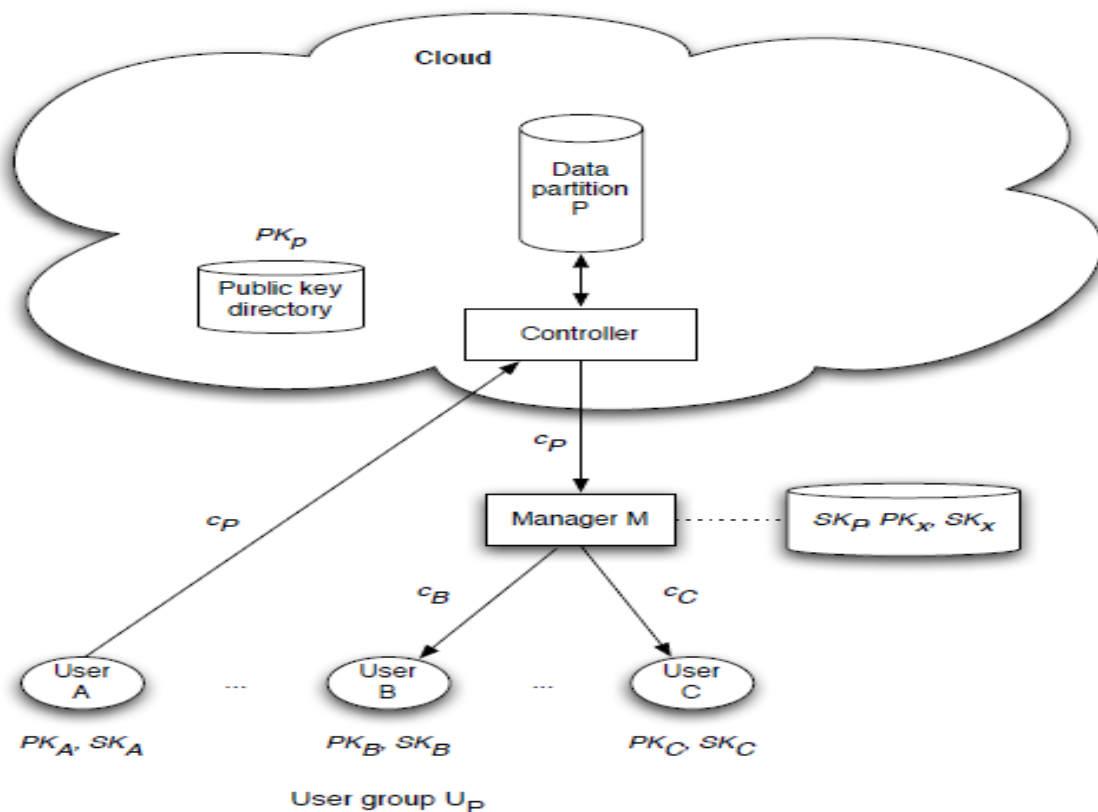 Cloud
Data
partition
P
PKp
Public key
directory
Controller
cP
cP
Manager M
SKP, PKx, SKx
cB
cC
User
A
...
User
B
...
User
C
PKA, SKA
PKB, SKB
PKC, SKC
User group UP